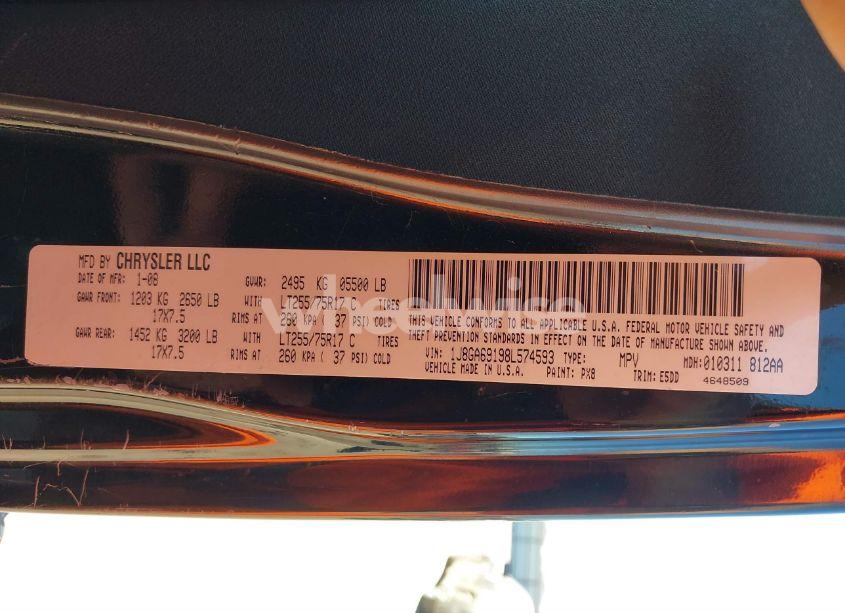 MFD BY CHRYSLER LLC
DATE OF MFR: 1-08 GVWR: 2495 KG 05500 LB
GAWR FRONT: 1203 KG 2650 LB WITH LT255/75R17 C TIRES
17X7.5 RIMS AT 260 KPA ( 37 PSI) COLD
GAWR REAR: 1452 KG 3200 LB WITH LT255/75R17 C TIRES
17X7.5 RIMS AT 260 KPA ( 37 PSI) COLD
THIS VEHICLE CONFORMS TO ALL APPLICABLE U.S.A. FEDERAL MOTOR VEHICLE SAFETY AND
THEFT PREVENTION STANDARDS IN EFFECT ON THE DATE OF MANUFACTURE SHOWN ABOVE.
VIN: 1J8GA69198L574593 TYPE: MPV MDH: 010311 812AA
VEHICLE MADE IN U.S.A. PAINT: PX8 TRIM: E5DD 4648509
wheelwise